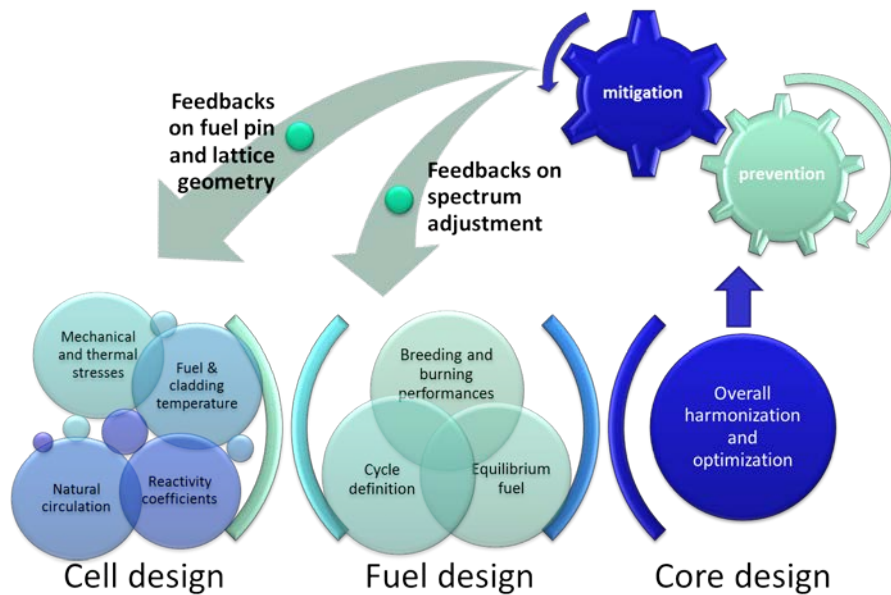 mitigation
prevention
Feedbacks
on fuel pin
and lattice
geometry
Feedbacks on
spectrum
adjustment
Mechanical
and thermal
stresses
Fuel &
cladding
temperature
Natural
circulation
Reactivity
coefficients
Breeding and
burning
performances
Cycle
definition
Equilibrium
fuel
Overall
harmonization
and
optimization
Cell design
Fuel design
Core design